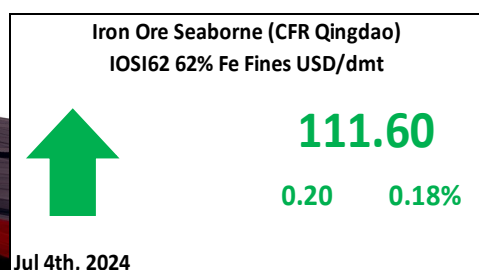 Iron Ore Seaborne (CFR Qingdao)
IOSI62 62% Fe Fines USD/dmt
111.60
0.20 0.18%
Jul 4th, 2024